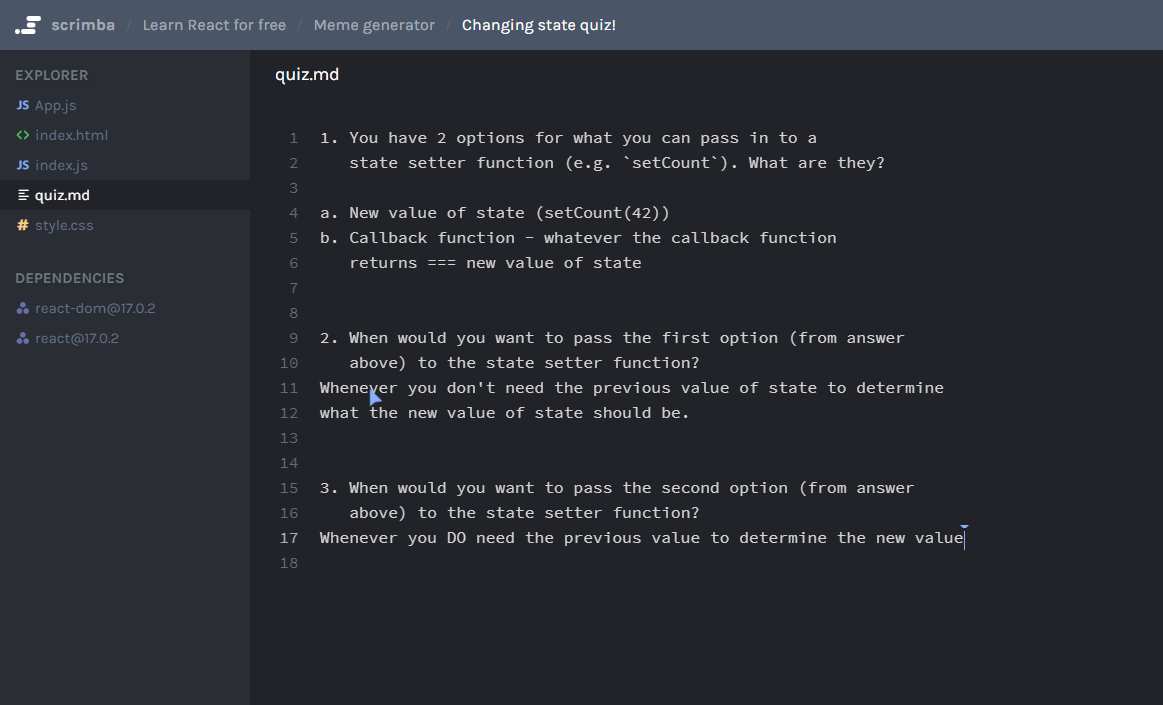 scrimba / Learn React for free / Meme generator / Changing state quiz!
EXPLORER
JS App.js
<> index.html
JS index.js
quiz.md
# style.css
DEPENDENCIES
react-dom@17.0.2
react@17.0.2
quiz.md
1 1. You have 2 options for what you can pass in to a
2 state setter function (e.g. `setCount`). What are they?
3
4 a. New value of state (setCount(42))
5 b. Callback function - whatever the callback function
6 returns === new value of state
7
8
9 2. When would you want to pass the first option (from answer
10 above) to the state setter function?
11 Whenever you don't need the previous value of state to determine
12 what the new value of state should be.
13
14
15 3. When would you want to pass the second option (from answer
16 above) to the state setter function?
17 Whenever you DO need the previous value to determine the new value
18